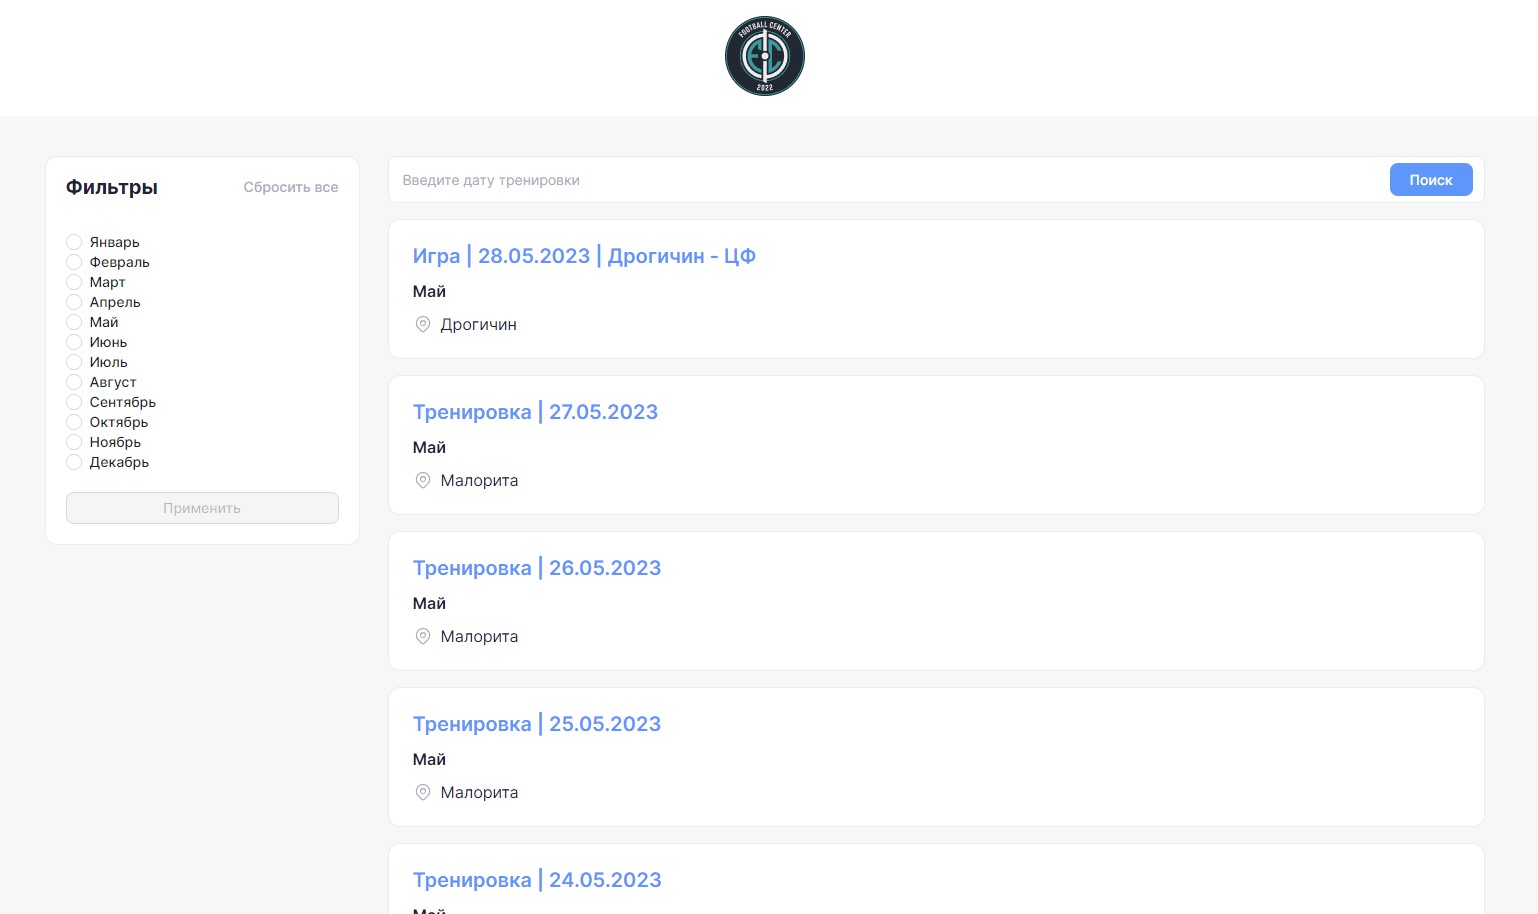 FOOTBALL CENTER
FC
2022
Фильтры
Сбросить все
Январь
Февраль
Март
Апрель
Май
Июнь
Июль
Август
Сентябрь
Октябрь
Ноябрь
Декабрь
Применить
Введите дату тренировки
Поиск
Игра | 28.05.2023 | Дрогичин - ЦФ
Май
Дрогичин
Тренировка | 27.05.2023
Май
Малорита
Тренировка | 26.05.2023
Май
Малорита
Тренировка | 25.05.2023
Май
Малорита
Тренировка | 24.05.2023
Май